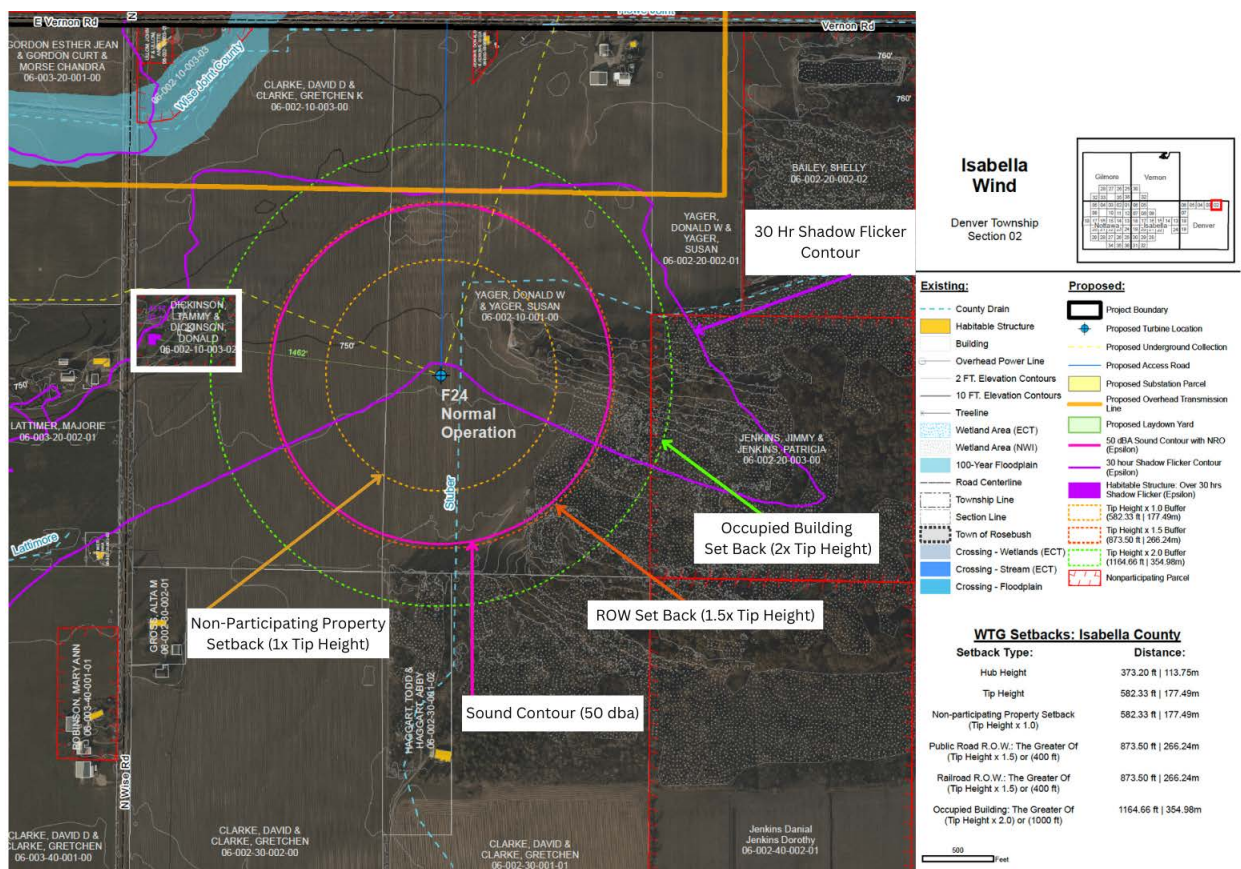 E Vernon Rd
N
Vernon Rd
GORDON ESTHER JEAN
& GORDON CURT &
MORSE CHANDRA
06-003-20-001-00
06-002-10-003-03
Wise Joint County
CLARKE, DAVID D &
CLARKE, GRETCHEN K
06-002-10-003-00
760'
760'
BAILEY, SHELLY
06-002-20-002-02
YAGER,
DONALD W &
YAGER,
SUSAN
06-002-20-002-01
30 Hr Shadow Flicker
Contour
DICKINSON,
TAMMY &
DICKINSON,
DONALD
06-002-10-003-02
YAGER, DONALD W
& YAGER, SUSAN
06-002-10-001-00
1462'
750'
750'
F24
Normal
Operation
LATTIMER, MAJORIE
06-003-20-002-01
JENKINS, JIMMY &
JENKINS, PATRICIA
06-002-20-003-00
Stuber
Lattimore
Occupied Building
Set Back (2x Tip Height)
Non-Participating Property
Setback (1x Tip Height)
ROW Set Back (1.5x Tip Height)
Sound Contour (50 dba)
GROSS, ALTA M
06-002-30-002-01
ROBINSON, MARY ANN
06-003-40-001-01
HAGGART, TODD &
HAGGART, ABBY
06-002-30-001-02
N Wise Rd
CLARKE, DAVID D &
CLARKE, GRETCHEN
06-003-40-001-00
CLARKE, DAVID &
CLARKE, GRETCHEN
06-002-30-002-00
CLARKE, DAVID &
CLARKE, GRETCHEN
06-002-30-001-01
Jenkins Danial
Jenkins Dorothy
06-002-40-002-01
Isabella
Wind
Denver Township
Section 02
Gilmore
Vernon
Nottawa
Isabella
Denver
Existing:
County Drain
Habitable Structure
Building
Overhead Power Line
2 FT. Elevation Contours
10 FT. Elevation Contours
Treeline
Wetland Area (ECT)
Wetland Area (NWI)
100-Year Floodplain
Road Centerline
Township Line
Section Line
Town of Rosebush
Crossing - Wetlands (ECT)
Crossing - Stream (ECT)
Crossing - Floodplain
Proposed:
Project Boundary
Proposed Turbine Location
Proposed Underground Collection
Proposed Access Road
Proposed Substation Parcel
Proposed Overhead Transmission
Line
Proposed Laydown Yard
50 dBA Sound Contour with NRO
(Epsilon)
30 hour Shadow Flicker Contour
(Epsilon)
Habitable Structure: Over 30 hrs
Shadow Flicker (Epsilon)
Tip Height x 1.0 Buffer
(582.33 ft | 177.49m)
Tip Height x 1.5 Buffer
(873.50 ft | 266.24m)
Tip Height x 2.0 Buffer
(1164.66 ft | 354.98m)
Nonparticipating Parcel
WTG Setbacks: Isabella County
Setback Type: Distance:
Hub Height 373.20 ft | 113.75m
Tip Height 582.33 ft | 177.49m
Non-participating Property Setback 582.33 ft | 177.49m
(Tip Height x 1.0)
Public Road R.O.W.: The Greater Of 873.50 ft | 266.24m
(Tip Height x 1.5) or (400 ft)
Railroad R.O.W.: The Greater Of 873.50 ft | 266.24m
(Tip Height x 1.5) or (400 ft)
Occupied Building: The Greater Of 1164.66 ft | 354.98m
(Tip Height x 2.0) or (1000 ft)
500
Feet